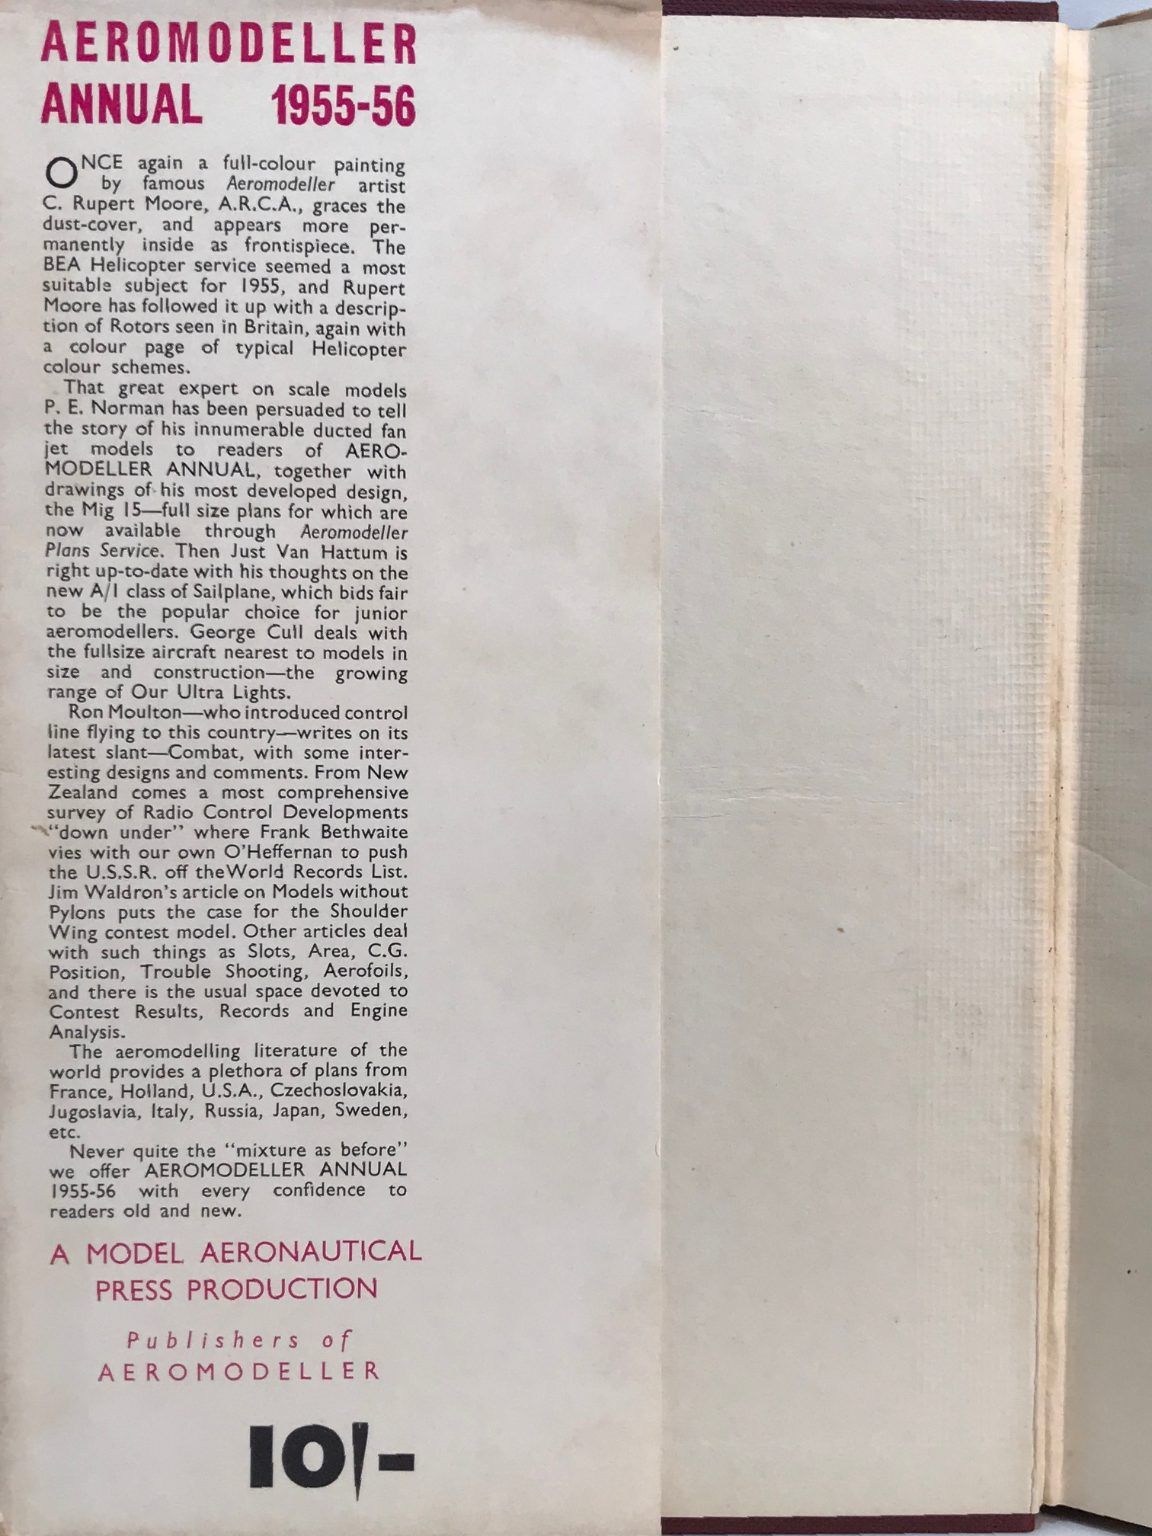 AEROMODELLER
ANNUAL 1955-56
ONCE again a full-colour painting
by famous Aeromodeller artist
C. Rupert Moore, A.R.C.A., graces the
dust-cover, and appears more per-
manently inside as frontispiece. The
BEA Helicopter service seemed a most
suitable subject for 1955, and Rupert
Moore has followed it up with a descrip-
tion of Rotors seen in Britain, again with
a colour page of typical Helicopter
colour schemes.
That great expert on scale models
P. E. Norman has been persuaded to tell
the story of his innumerable ducted fan
jet models to readers of AERO-
MODELLER ANNUAL, together with
drawings of his most developed design,
the Mig 15—full size plans for which are
now available through Aeromodeller
Plans Service. Then Just Van Hattum is
right up-to-date with his thoughts on the
new A/1 class of Sailplane, which bids fair
to be the popular choice for junior
aeromodellers. George Cull deals with
the fullsize aircraft nearest to models in
size and construction—the growing
range of Our Ultra Lights.
Ron Moulton—who introduced control
line flying to this country—writes on its
latest slant—Combat, with some inter-
esting designs and comments. From New
Zealand comes a most comprehensive
survey of Radio Control Developments
"down under" where Frank Bethwaite
vies with our own O'Heffernan to push
the U.S.S.R. off theWorld Records List.
Jim Waldron's article on Models without
Pylons puts the case for the Shoulder
Wing contest model. Other articles deal
with such things as Slots, Area, C.G.
Position, Trouble Shooting, Aerofoils,
and there is the usual space devoted to
Contest Results, Records and Engine
Analysis.
The aeromodelling literature of the
world provides a plethora of plans from
France, Holland, U.S.A., Czechoslovakia,
Jugoslavia, Italy, Russia, Japan, Sweden,
etc.
Never quite the "mixture as before"
we offer AEROMODELLER ANNUAL
1955-56 with every confidence to
readers old and new.
A MODEL AERONAUTICAL
PRESS PRODUCTION
Publishers of
AEROMODELLER
10/-